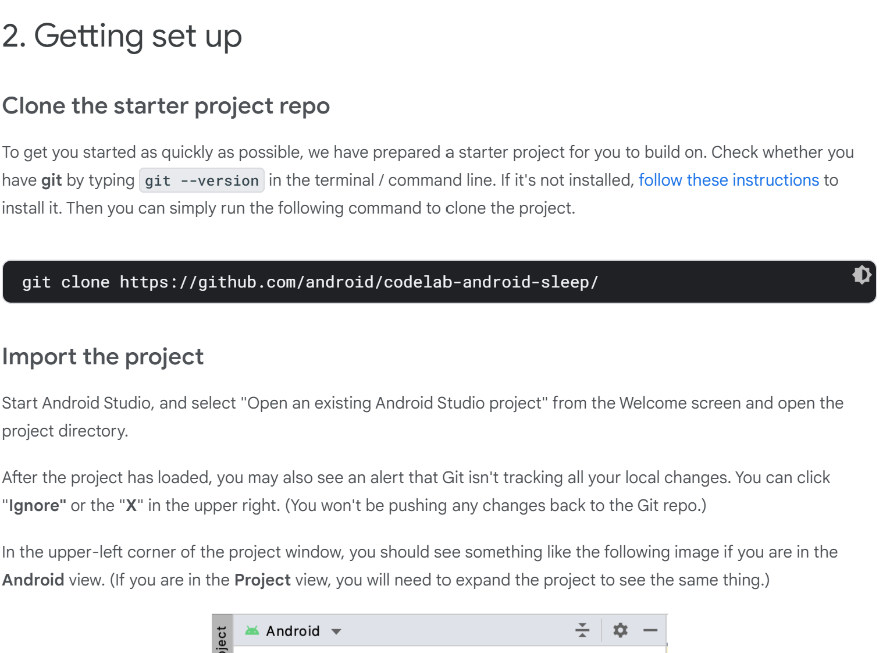 2. Getting set up
Clone the starter project repo
To get you started as quickly as possible, we have prepared a starter project for you to build on. Check whether you
have git by typing git --version in the terminal / command line. If it's not installed, follow these instructions to
install it. Then you can simply run the following command to clone the project.
git clone https://github.com/android/codelab-android-sleep/
Import the project
Start Android Studio, and select "Open an existing Android Studio project" from the Welcome screen and open the
project directory.
After the project has loaded, you may also see an alert that Git isn't tracking all your local changes. You can click
"Ignore" or the "X" in the upper right. (You won't be pushing any changes back to the Git repo.)
In the upper-left corner of the project window, you should see something like the following image if you are in the
Android view. (If you are in the Project view, you will need to expand the project to see the same thing.)
Android